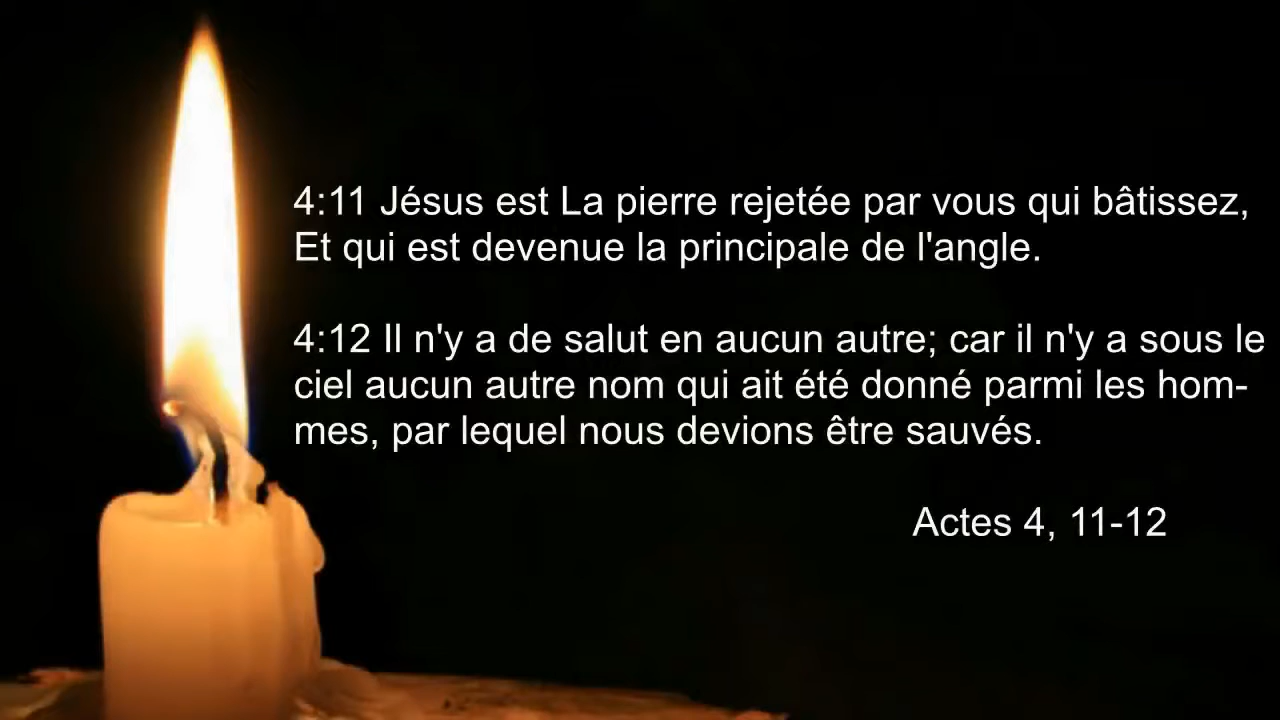 4:11 Jésus est La pierre rejetée par vous qui bâtissez,
Et qui est devenue la principale de l'angle.
4:12 Il n'y a de salut en aucun autre; car il n'y a sous le
ciel aucun autre nom qui ait été donné parmi les hom-
mes, par lequel nous devions être sauvés.
Actes 4, 11-12